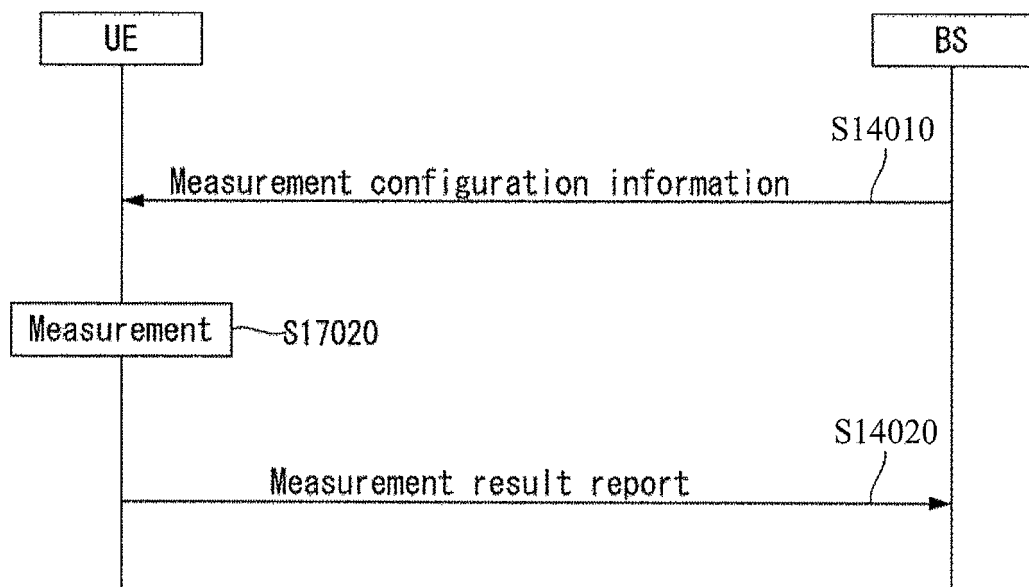 UE
BS
S14010
Measurement configuration information
Measurement
S17020
S14020
Measurement result report